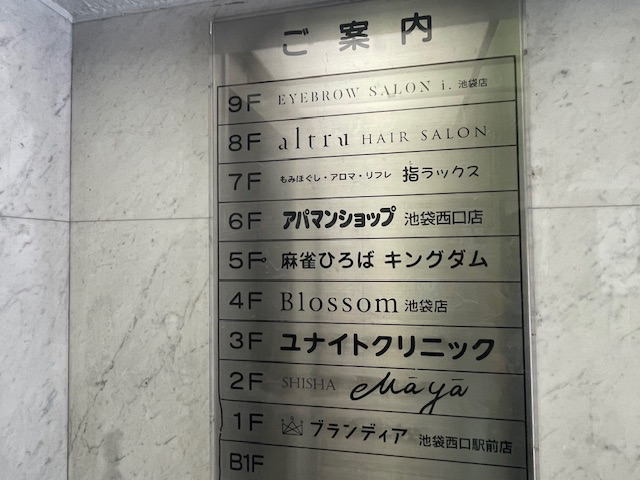 ご案内
9F EYEBROW SALON i. 池袋店
8F altru HAIR SALON
7F もみほぐし・アロマ・リフレ 指ラックス
6F アパマンショップ 池袋西口店
5F 麻雀ひろば キングダム
4F Blossom 池袋店
3F ユナイトクリニック
2F SHISHA Māyā
1F ブランディア 池袋西口駅前店
B1F